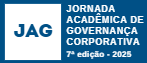 JAG
JORNADA
ACADÊMICA DE
GOVERNANÇA
CORPORATIVA
7ª edição - 2025